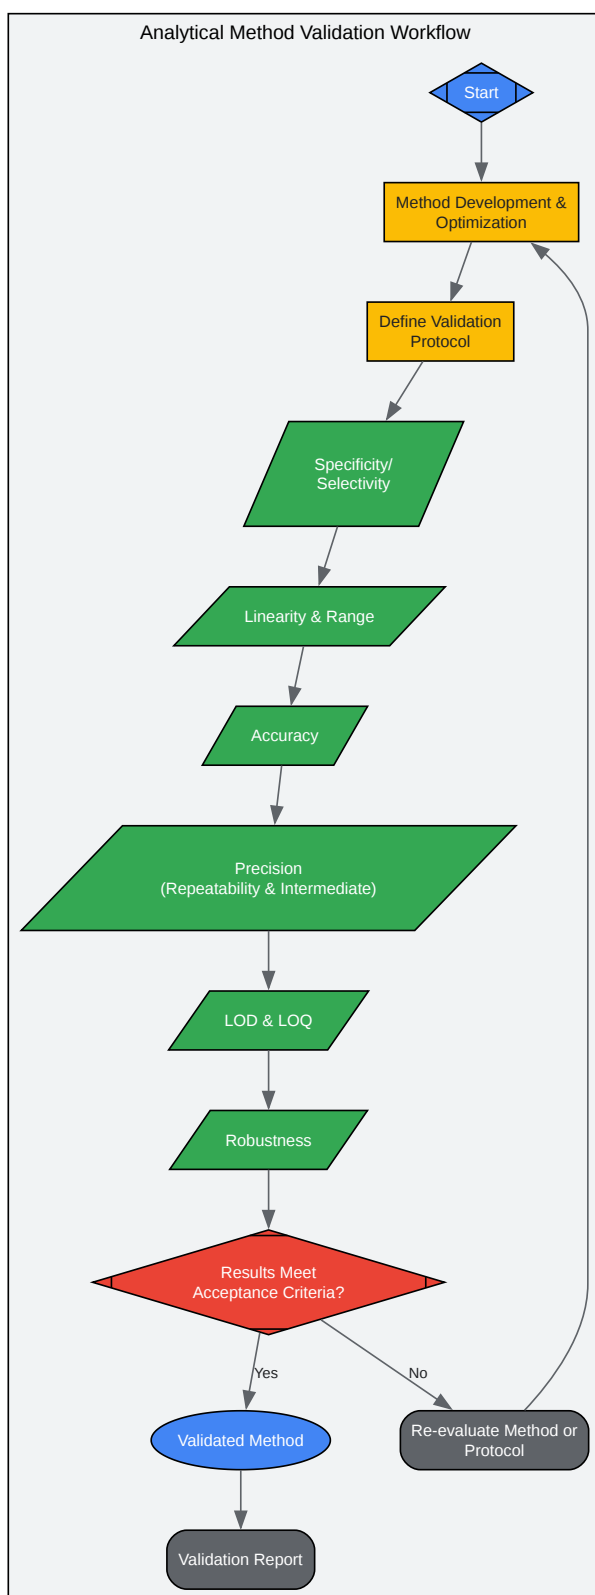 Analytical Method Validation Workflow
Start
Method Development &
Optimization
Define Validation
Protocol
Specificity/
Selectivity
Linearity & Range
Accuracy
Precision
(Repeatability & Intermediate)
LOD & LOQ
Robustness
Results Meet
Acceptance Criteria?
Yes
No
Validated Method
Re-evaluate Method or
Protocol
Validation Report